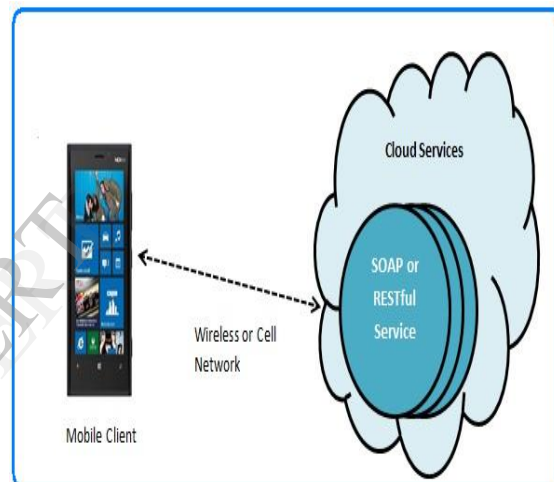 Cloud Services
SOAP or
RESTful
Service
Wireless or Cell
Network
Mobile Client